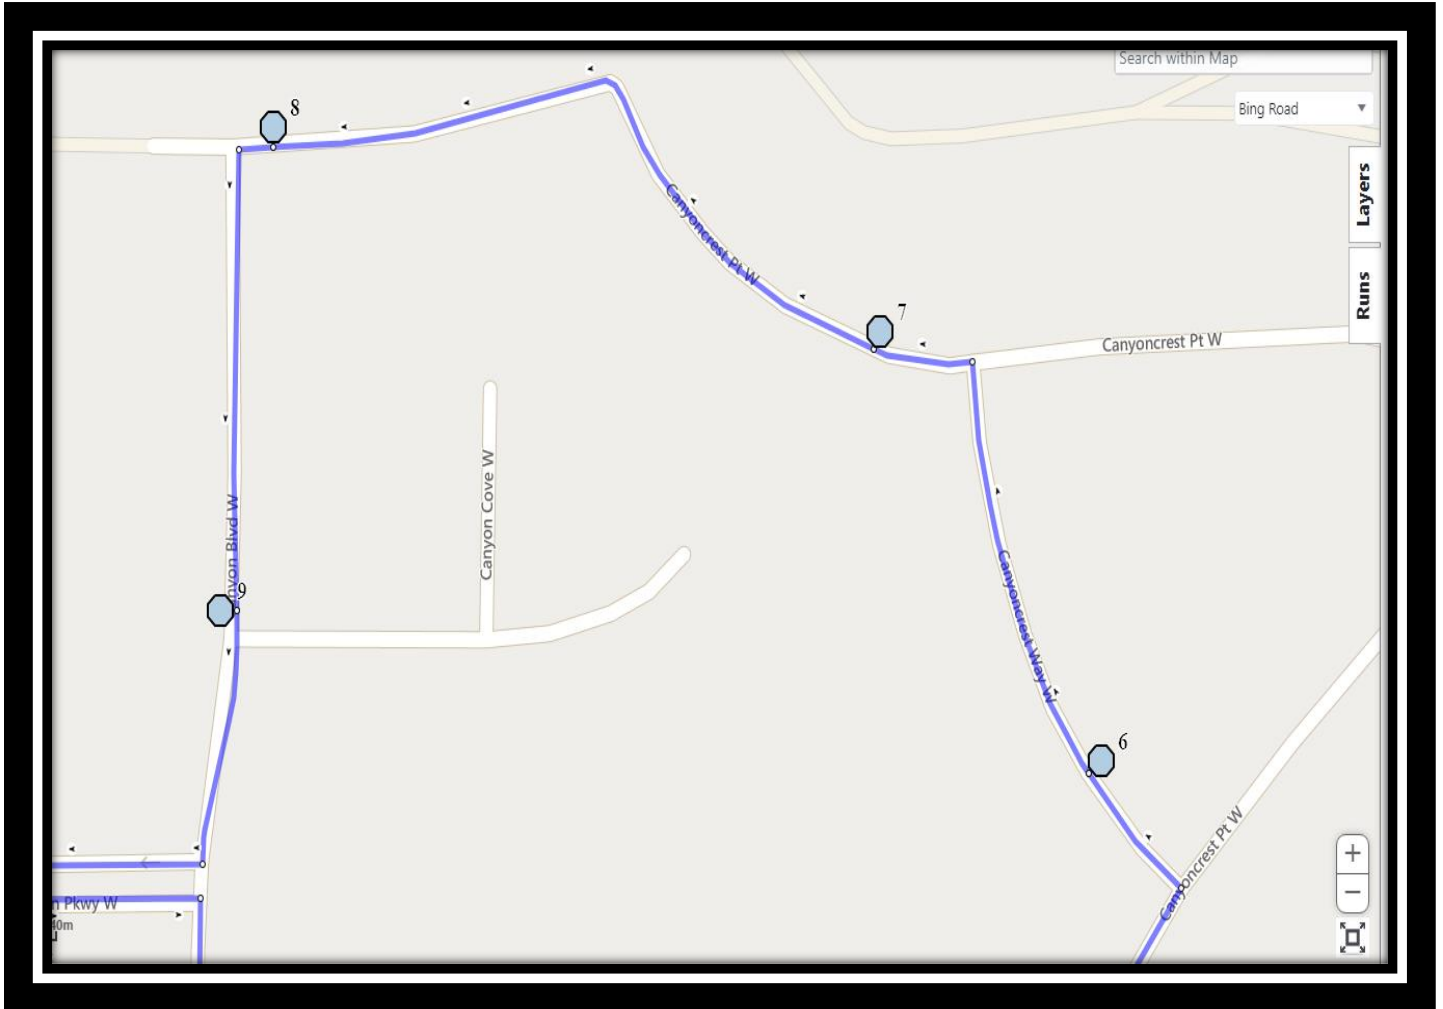 Search within Map
8
Bing Road
Layers
Canyoncrest Pt W
7
Runs
Canyoncrest Pt W
Canyon Cove W
nyon Blvd W
9
Canyoncrest Way W
6
Canyoncrest Pt W
+
n Pkwy W
−
40m